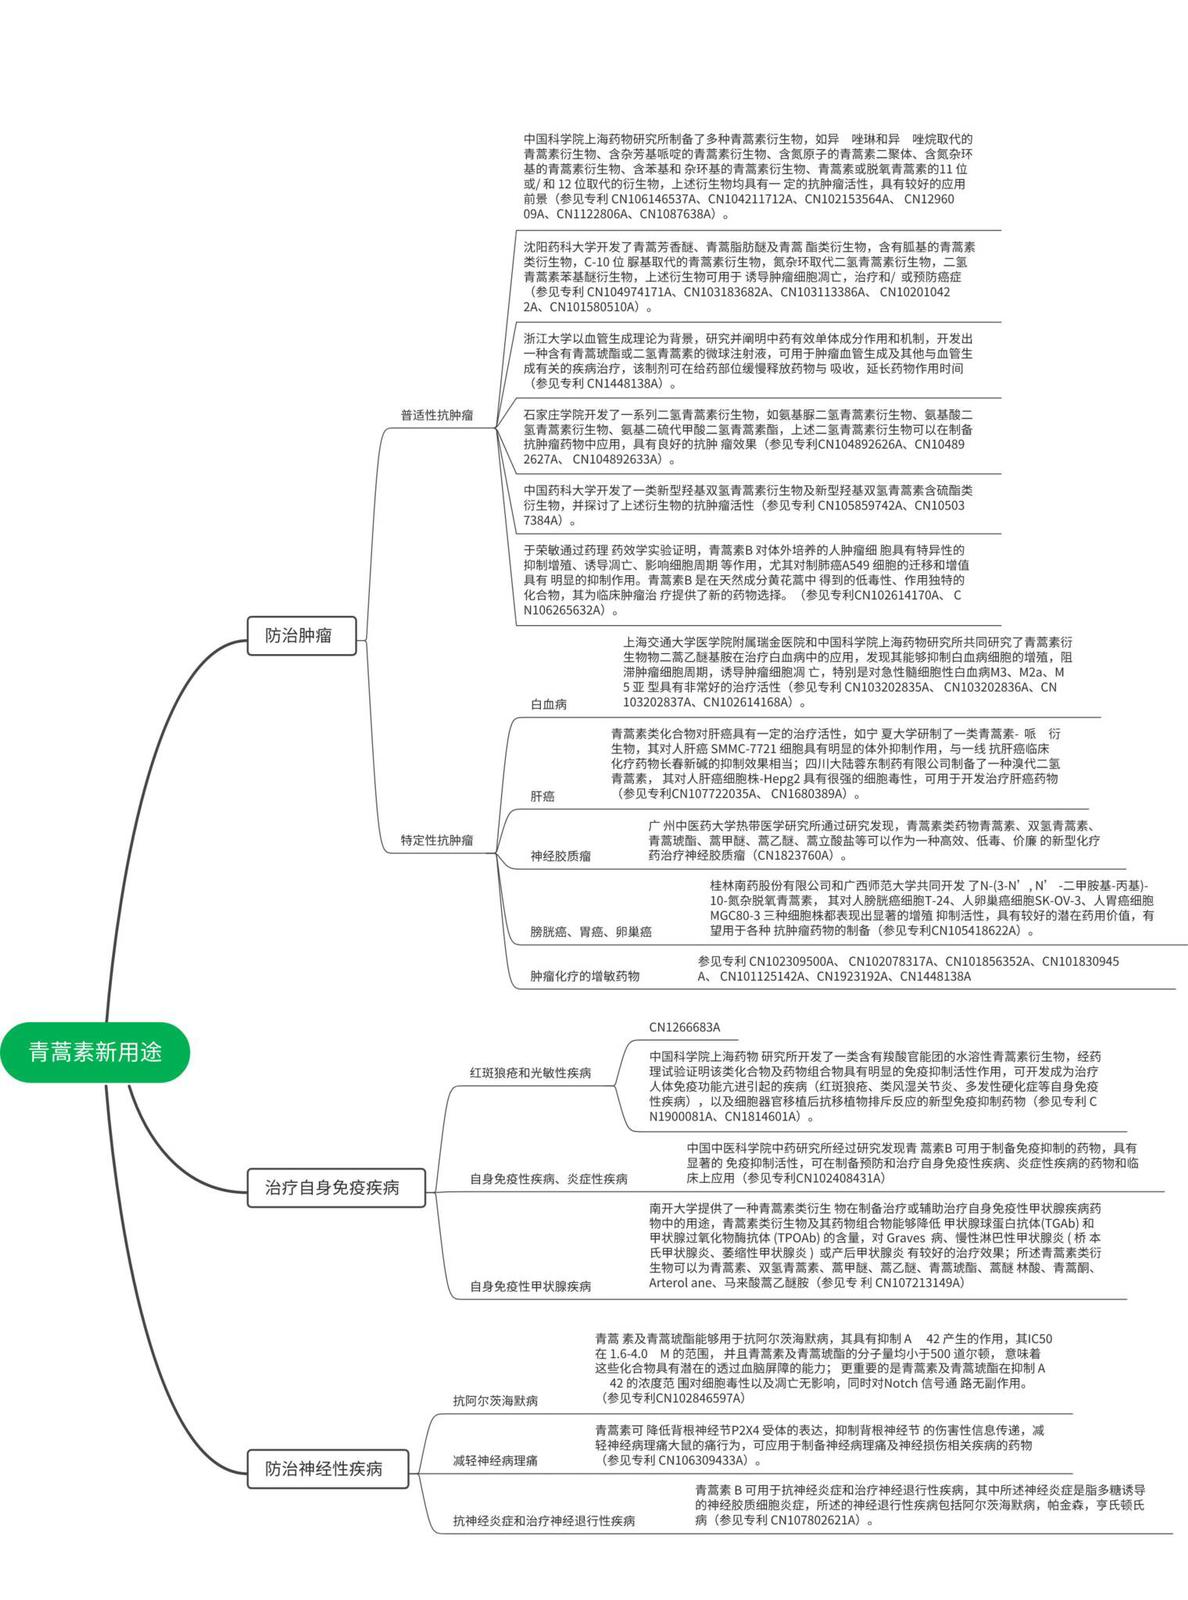 中国科学院上海药物研究所制备了多种青蒿素衍生物，如异 唑琳和异 唑烷取代的
青蒿素衍生物、含杂芳基哌啶的青蒿素衍生物、含氮原子的青蒿素二聚体、含氮杂环
基的青蒿素衍生物、含苯基和 杂环基的青蒿素衍生物、青蒿素或脱氧青蒿素的11 位
或/ 和 12 位取代的衍生物，上述衍生物均具有一 定的抗肿瘤活性，具有较好的应用
前景（参见专利 CN106146537A、CN104211712A、CN102153564A、 CN12960
09A、CN1122806A、CN1087638A）。
沈阳药科大学开发了青蒿芳香醚、青蒿脂肪醚及青蒿 酯类衍生物，含有胍基的青蒿素
类衍生物，C-10 位 脲基取代的青蒿素衍生物，氮杂环取代二氢青蒿素衍生物，二氢
青蒿素苯基醚衍生物，上述衍生物可用于 诱导肿瘤细胞凋亡，治疗和/ 或预防癌症
（参见专利 CN104974171A、CN103183682A、CN103113386A、 CN10201042
2A、CN101580510A）。
浙江大学以血管生成理论为背景，研究并阐明中药有效单体成分作用和机制，开发出
一种含有青蒿琥酯或二氢青蒿素的微球注射液，可用于肿瘤血管生成及其他与血管生
成有关的疾病治疗，该制剂可在给药部位缓慢释放药物与 吸收，延长药物作用时间
（参见专利 CN1448138A）。
普适性抗肿瘤
石家庄学院开发了一系列二氢青蒿素衍生物，如氨基脲二氢青蒿素衍生物、氨基酸二
氢青蒿素衍生物、氨基二硫代甲酸二氢青蒿素酯，上述二氢青蒿素衍生物可以在制备
抗肿瘤药物中应用，具有良好的抗肿 瘤效果（参见专利CN104892626A、CN10489
2627A、 CN104892633A）。
中国药科大学开发了一类新型羟基双氢青蒿素衍生物及新型羟基双氢青蒿素含硫酯类
衍生物，并探讨了上述衍生物的抗肿瘤活性（参见专利 CN105859742A、CN10503
7384A）。
于荣敏通过药理 药效学实验证明，青蒿素B 对体外培养的人肿瘤细 胞具有特异性的
抑制增殖、诱导凋亡、影响细胞周期 等作用，尤其对制肺癌A549 细胞的迁移和增值
具有 明显的抑制作用。青蒿素B 是在天然成分黄花蒿中 得到的低毒性、作用独特的
化合物，其为临床肿瘤治 疗提供了新的药物选择。（参见专利CN102614170A、 C
N106265632A）。
防治肿瘤
上海交通大学医学院附属瑞金医院和中国科学院上海药物研究所共同研究了青蒿素衍
生物物二蒿乙醚基胺在治疗白血病中的应用，发现其能够抑制白血病细胞的增殖，阻
滞肿瘤细胞周期，诱导肿瘤细胞凋 亡，特别是对急性髓细胞性白血病M3、M2a、M
5 亚 型具有非常好的治疗活性（参见专利 CN103202835A、 CN103202836A、CN
103202837A、CN102614168A）。
白血病
青蒿素类化合物对肝癌具有一定的治疗活性，如宁 夏大学研制了一类青蒿素- 哌 衍
生物，其对人肝癌 SMMC-7721 细胞具有明显的体外抑制作用，与一线 抗肝癌临床
化疗药物长春新碱的抑制效果相当；四川大陆蓉东制药有限公司制备了一种溴代二氢
青蒿素， 其对人肝癌细胞株-Hepg2 具有很强的细胞毒性，可用于开发治疗肝癌药物
（参见专利CN107722035A、 CN1680389A）。
肝癌
特定性抗肿瘤
广 州中医药大学热带医学研究所通过研究发现，青蒿素类药物青蒿素、双氢青蒿素、
青蒿琥酯、蒿甲醚、蒿乙醚、蒿立酸盐等可以作为一种高效、低毒、价廉 的新型化疗
药治疗神经胶质瘤（CN1823760A）。
神经胶质瘤
桂林南药股份有限公司和广西师范大学共同开发 了N-(3-N’, N’ -二甲胺基-丙基)-
10-氮杂脱氧青蒿素， 其对人膀胱癌细胞T-24、人卵巢癌细胞SK-OV-3、人胃癌细胞
MGC80-3 三种细胞株都表现出显著的增殖 抑制活性，具有较好的潜在药用价值，有
望用于各种 抗肿瘤药物的制备（参见专利CN105418622A）。
膀胱癌、胃癌、卵巢癌
参见专利 CN102309500A、 CN102078317A、CN101856352A、CN101830945
A、 CN101125142A、CN1923192A、CN1448138A
肿瘤化疗的增敏药物
青蒿素新用途
CN1266683A
红斑狼疮和光敏性疾病
中国科学院上海药物 研究所开发了一类含有羧酸官能团的水溶性青蒿素衍生物，经药
理试验证明该类化合物及药物组合物具有明显的免疫抑制活性作用，可开发成为治疗
人体免疫功能亢进引起的疾病（红斑狼疮、类风湿关节炎、多发性硬化症等自身免疫
性疾病），以及细胞器官移植后抗移植物排斥反应的新型免疫抑制药物（参见专利 C
N1900081A、CN1814601A）。
中国中医科学院中药研究所经过研究发现青 蒿素B 可用于制备免疫抑制的药物，具有
显著的 免疫抑制活性，可在制备预防和治疗自身免疫性疾病、炎症性疾病的药物和临
床上应用（参见专利CN102408431A）
自身免疫性疾病、炎症性疾病
治疗自身免疫疾病
南开大学提供了一种青蒿素类衍生 物在制备治疗或辅助治疗自身免疫性甲状腺疾病药
物中的用途，青蒿素类衍生物及其药物组合物能够降低 甲状腺球蛋白抗体(TGAb) 和
甲状腺过氧化物酶抗体 (TPOAb) 的含量，对 Graves 病、慢性淋巴性甲状腺炎 ( 桥 本
氏甲状腺炎、萎缩性甲状腺炎 ) 或产后甲状腺炎 有较好的治疗效果；所述青蒿素类衍
生物可以为青蒿素、双氢青蒿素、蒿甲醚、蒿乙醚、青蒿琥酯、蒿醚 林酸、青蒿酮、
Arterol ane、马来酸蒿乙醚胺（参见专 利 CN107213149A）
自身免疫性甲状腺疾病
青蒿 素及青蒿琥酯能够用于抗阿尔茨海默病，其具有抑制 A 42 产生的作用，其IC50
在 1.6-4.0 M 的范围， 并且青蒿素及青蒿琥酯的分子量均小于500 道尔顿， 意味着
这些化合物具有潜在的透过血脑屏障的能力； 更重要的是青蒿素及青蒿琥酯在抑制 A
42 的浓度范 围对细胞毒性以及凋亡无影响，同时对Notch 信号通 路无副作用。
（参见专利CN102846597A）
抗阿尔茨海默病
青蒿素可 降低背根神经节P2X4 受体的表达，抑制背根神经节 的伤害性信息传递，减
轻神经病理痛大鼠的痛行为，可应用于制备神经病理痛及神经损伤相关疾病的药物
（参见专利 CN106309433A）。
减轻神经病理痛
防治神经性疾病
青蒿素 B 可用于抗神经炎症和治疗神经退行性疾病，其中所述神经炎症是脂多糖诱导
的神经胶质细胞炎症，所述的神经退行性疾病包括阿尔茨海默病，帕金森，亨氏顿氏
病（参见专利 CN107802621A）。
抗神经炎症和治疗神经退行性疾病